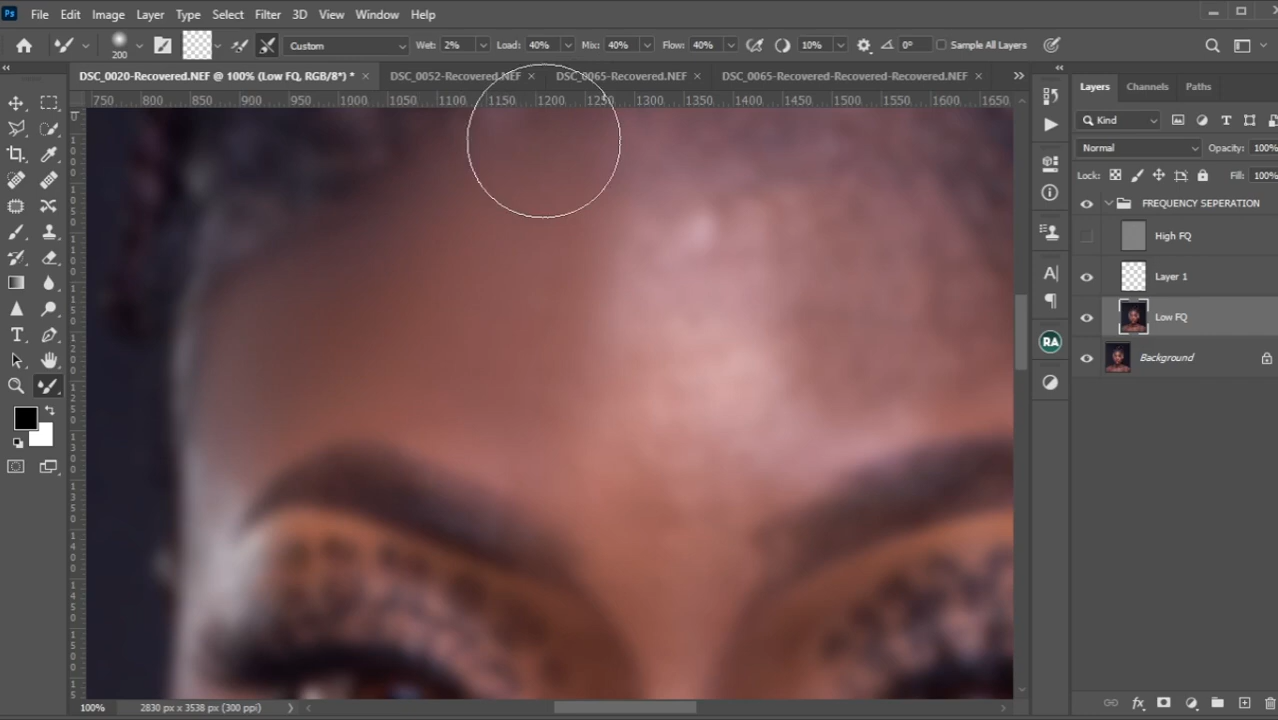 Ps File Edit Image Layer Type Select Filter 3D View Window Help
200 Custom Wet: 2% Load: 40% Mix: 40% Flow: 40% 10% 0° Sample All Layers
DSC_0020-Recovered.NEF @ 100% (Low FQ, RGB/8*) * × DSC_0052-Recovered.NEF × DSC_0065-Recovered.NEF × DSC_0065-Recovered-Recovered-Recovered.NEF ×
750 800 850 900 950 1000 1050 1100 1150 1200 1250 1300 1350 1400 1450 1500 1550 1600 1650
Layers Channels Paths
Kind
Normal Opacity: 100%
Lock: Fill: 100%
FREQUENCY SEPERATION
High FQ
Layer 1
Low FQ
RA
Background
100% 2830 px x 3538 px (300 ppi)